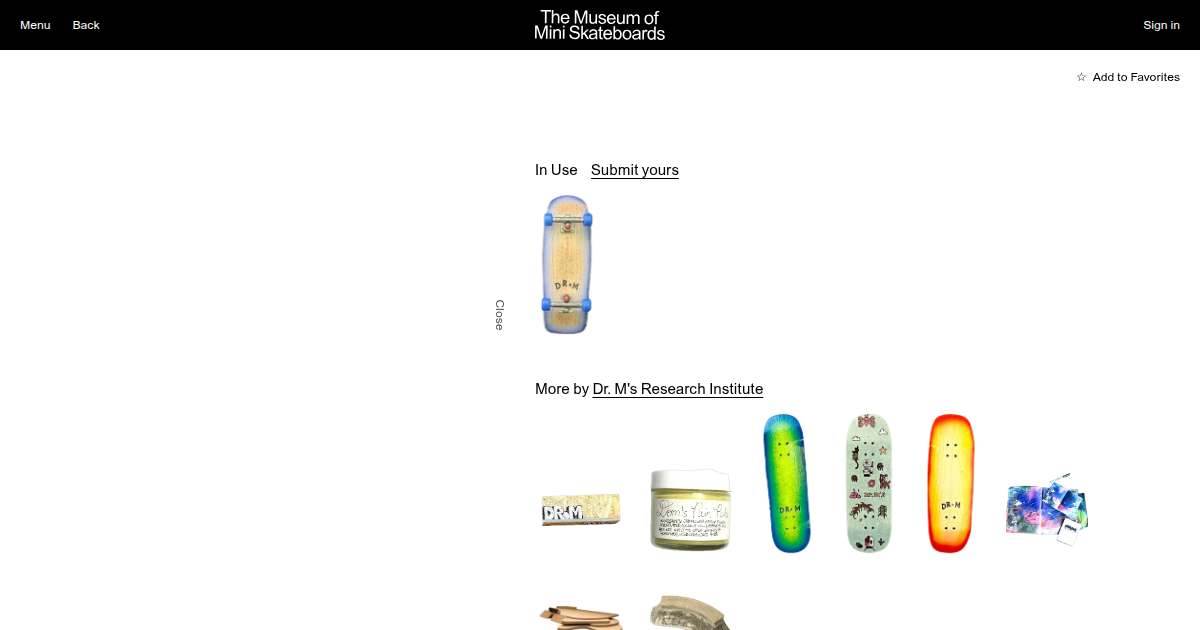 Menu
Back
The Museum of
Mini Skateboards
Sign in
☆ Add to Favorites
In Use
Submit yours
DR•M
Close
More by Dr. M's Research Institute
DR•M
DR•M
DR•M